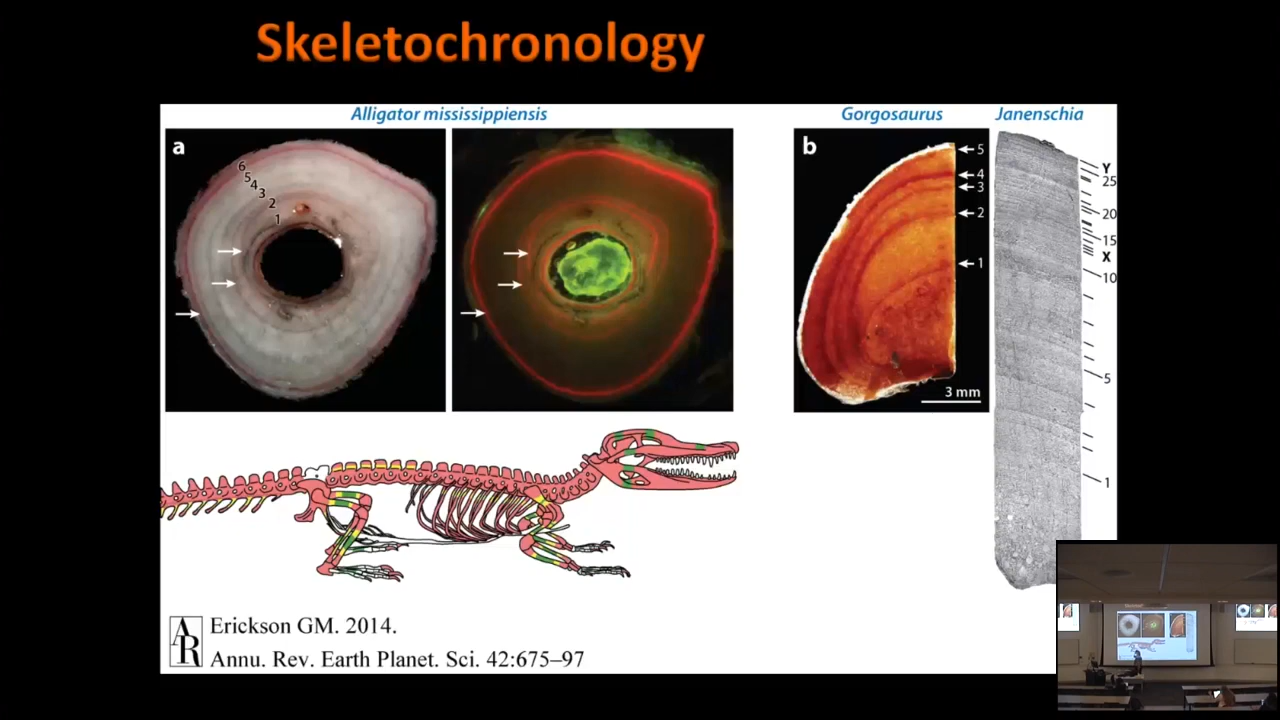 Skeletochronology
Alligator mississippiensis
Gorgosaurus
Janenschia
a
6
5
4
3
2
1
b
5
4
3
2
1
3 mm
Y
25
20
15
X
10
5
1
AR
Erickson GM. 2014.
Annu. Rev. Earth Planet. Sci. 42:675–97